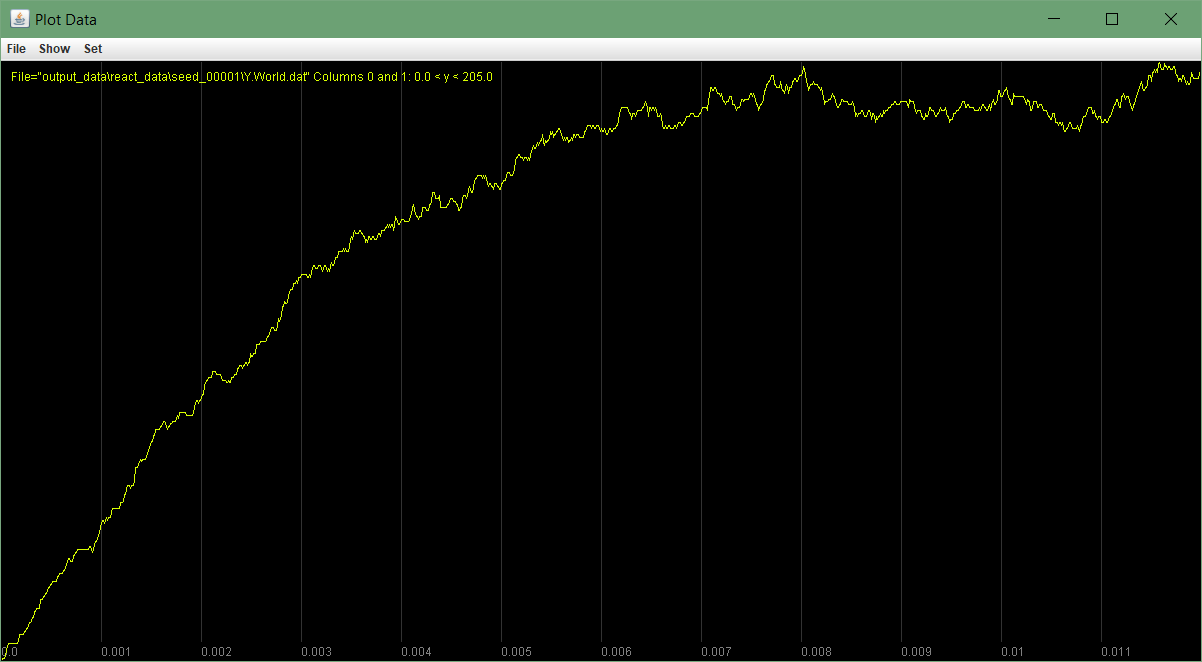 Plot Data
File Show Set
File="output_data\react_data\seed_00001\Y.World.dat" Columns 0 and 1: 0.0 < y < 205.0
0.0 0.001 0.002 0.003 0.004 0.005 0.006 0.007 0.008 0.009 0.01 0.011